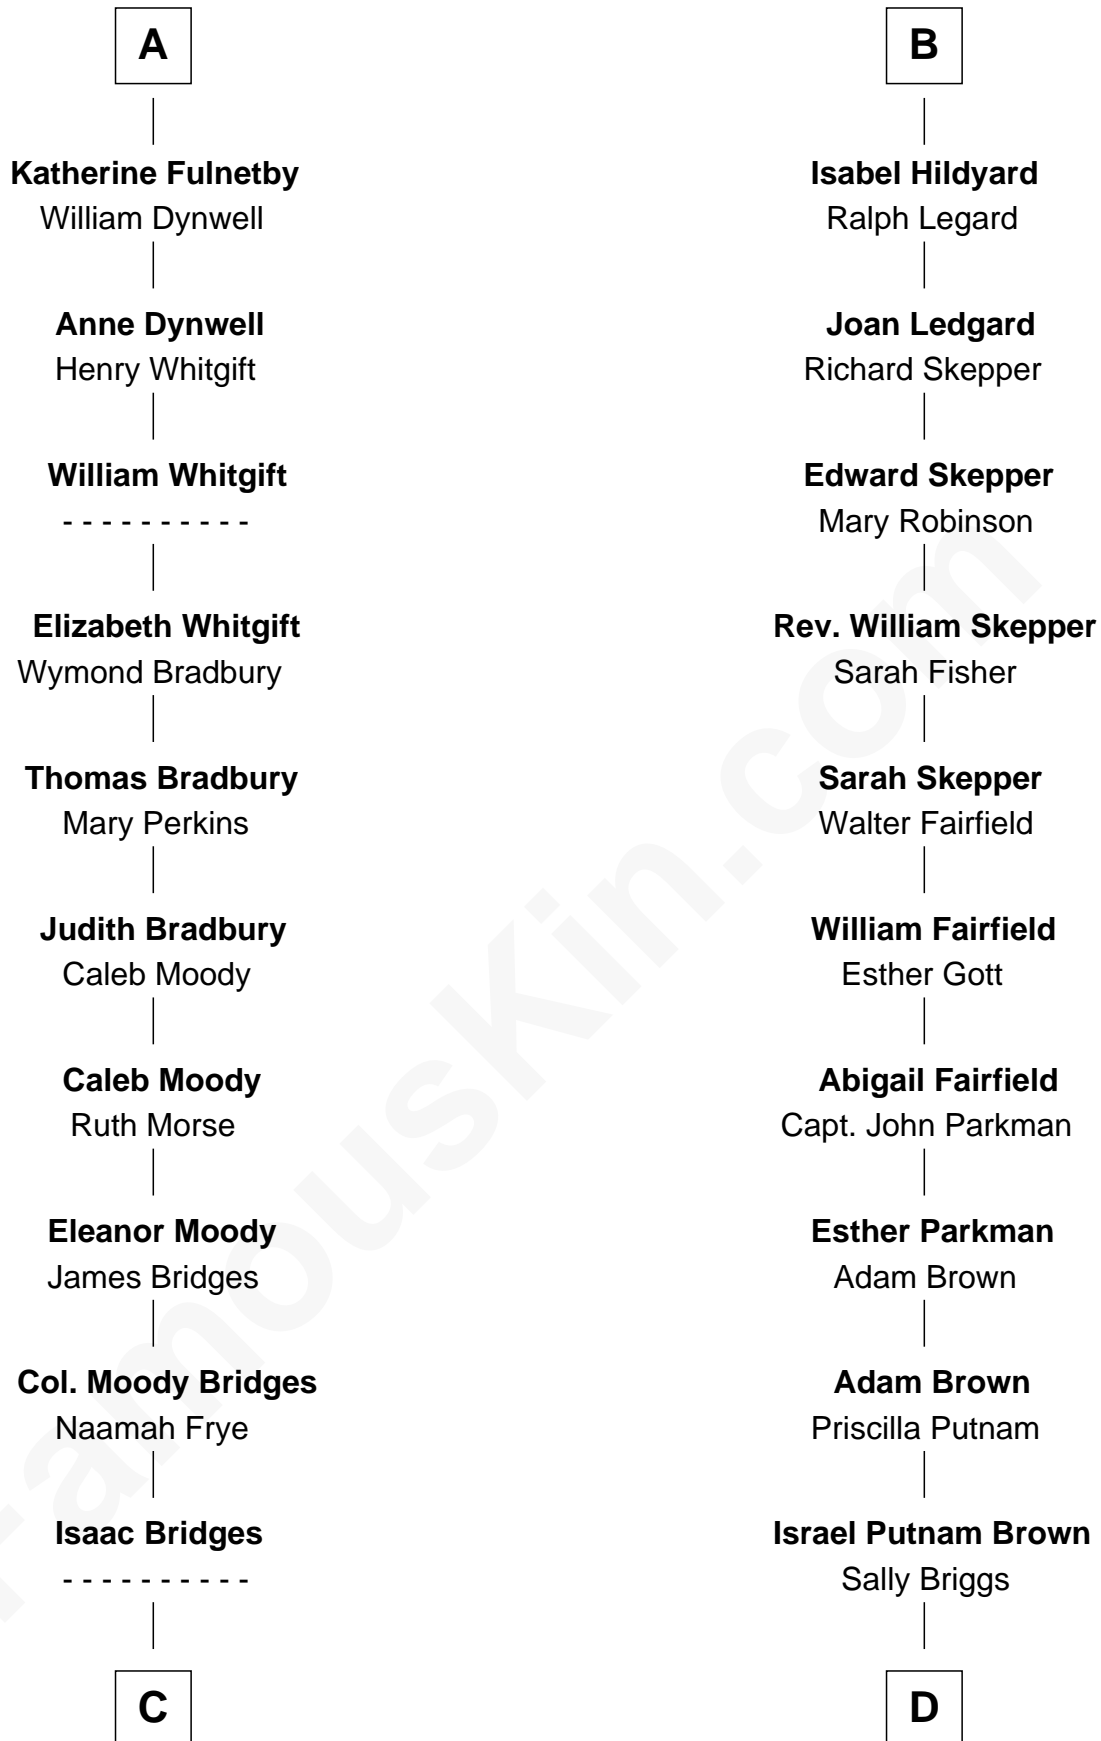 A
Katherine Fulnetby
William Dynwell
Anne Dynwell
Henry Whitgift
William Whitgift
- - - - - - - - - -
Elizabeth Whitgift
Wymond Bradbury
Thomas Bradbury
Mary Perkins
Judith Bradbury
Caleb Moody
Caleb Moody
Ruth Morse
Eleanor Moody
James Bridges
Col. Moody Bridges
Naamah Frye
Isaac Bridges
- - - - - - - - - -
C
B
Isabel Hildyard
Ralph Legard
Joan Ledgard
Richard Skepper
Edward Skepper
Mary Robinson
Rev. William Skepper
Sarah Fisher
Sarah Skepper
Walter Fairfield
William Fairfield
Esther Gott
Abigail Fairfield
Capt. John Parkman
Esther Parkman
Adam Brown
Adam Brown
Priscilla Putnam
Israel Putnam Brown
Sally Briggs
D
FamousKin.com